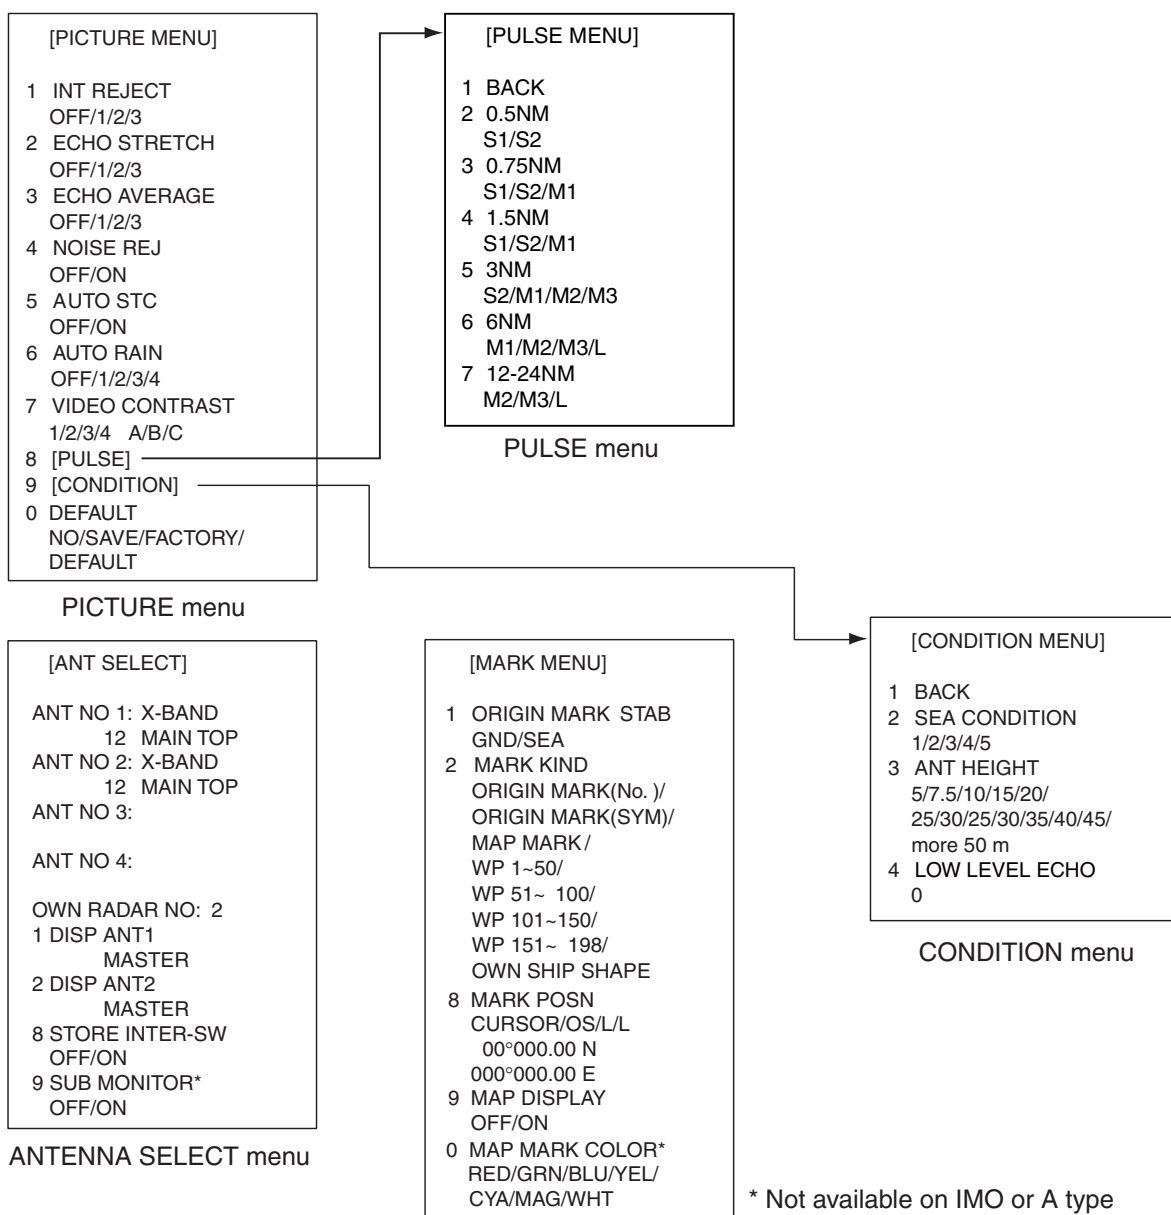 [PICTURE MENU]
1 INT REJECT
OFF/1/2/3
2 ECHO STRETCH
OFF/1/2/3
3 ECHO AVERAGE
OFF/1/2/3
4 NOISE REJ
OFF/ON
5 AUTO STC
OFF/ON
6 AUTO RAIN
OFF/1/2/3/4
7 VIDEO CONTRAST
1/2/3/4 A/B/C
8 [PULSE]
9 [CONDITION]
0 DEFAULT
NO/SAVE/FACTORY/
DEFAULT
PICTURE menu
[PULSE MENU]
1 BACK
2 0.5NM
S1/S2
3 0.75NM
S1/S2/M1
4 1.5NM
S1/S2/M1
5 3NM
S2/M1/M2/M3
6 6NM
M1/M2/M3/L
7 12-24NM
M2/M3/L
PULSE menu
[ANT SELECT]
ANT NO 1: X-BAND
12 MAIN TOP
ANT NO 2: X-BAND
12 MAIN TOP
ANT NO 3:
ANT NO 4:
OWN RADAR NO: 2
1 DISP ANT1
MASTER
2 DISP ANT2
MASTER
8 STORE INTER-SW
OFF/ON
9 SUB MONITOR*
OFF/ON
ANTENNA SELECT menu
[MARK MENU]
1 ORIGIN MARK STAB
GND/SEA
2 MARK KIND
ORIGIN MARK(No. )/
ORIGIN MARK(SYM)/
MAP MARK/
WP 1~50/
WP 51~ 100/
WP 101~150/
WP 151~ 198/
OWN SHIP SHAPE
8 MARK POSN
CURSOR/OS/L/L
00°000.00 N
000°000.00 E
9 MAP DISPLAY
OFF/ON
0 MAP MARK COLOR*
RED/GRN/BLU/YEL/
CYA/MAG/WHT
[CONDITION MENU]
1 BACK
2 SEA CONDITION
1/2/3/4/5
3 ANT HEIGHT
5/7.5/10/15/20/
25/30/25/30/35/40/45/
more 50 m
4 LOW LEVEL ECHO
0
CONDITION menu
* Not available on IMO or A type